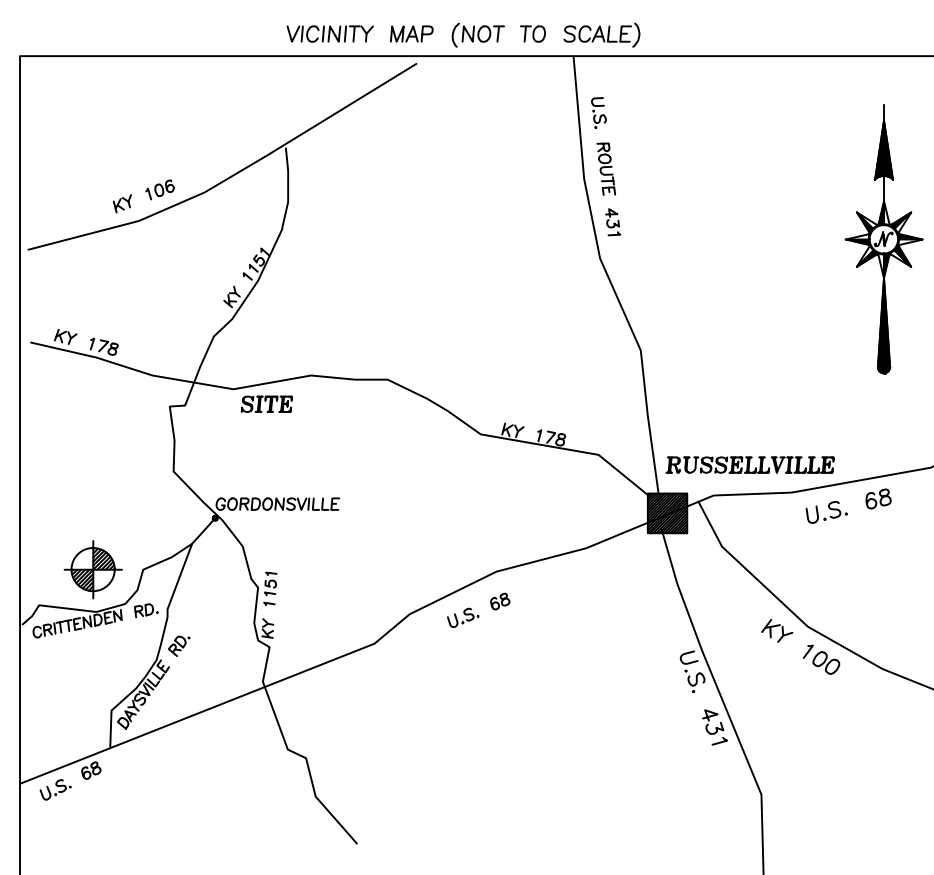 VICINITY MAP (NOT TO SCALE)
U.S. ROUTE 431
KY 106
N
KY 1151
KY 178
SITE
KY 178
RUSSELLVILLE
GORDONSVILLE
U.S. 68
KY 1151
U.S. 68
CRITTENDEN RD.
KY 100
DAYSVILLE RD.
U.S. 431
U.S. 68